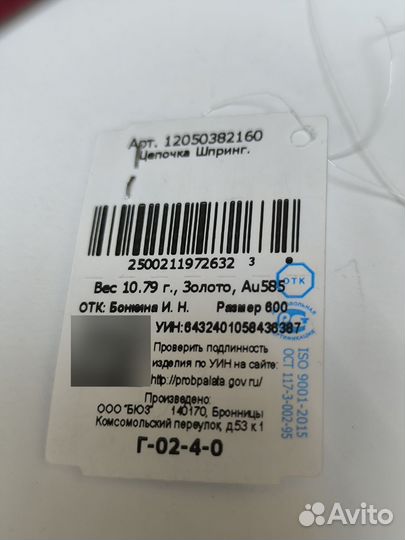 Арт. 12050382160
Цепочка Шпринг.
2500211972632 3
Вес 10.79 г., Золото, Au585
ОТК: Бонкина И. Н. Размер 600
УИН:6432401058436387
Проверить подлинность
изделия по УИН на сайте:
http://probpalata gov ru/
Произведено:
ООО "БЮЗ" 140170, Бронницы
Комсомольский переулок, д.53 к1
Г-02-4-0
ОТК
ISO 9001-2015
ОСТ 117-3-002-95
Avito